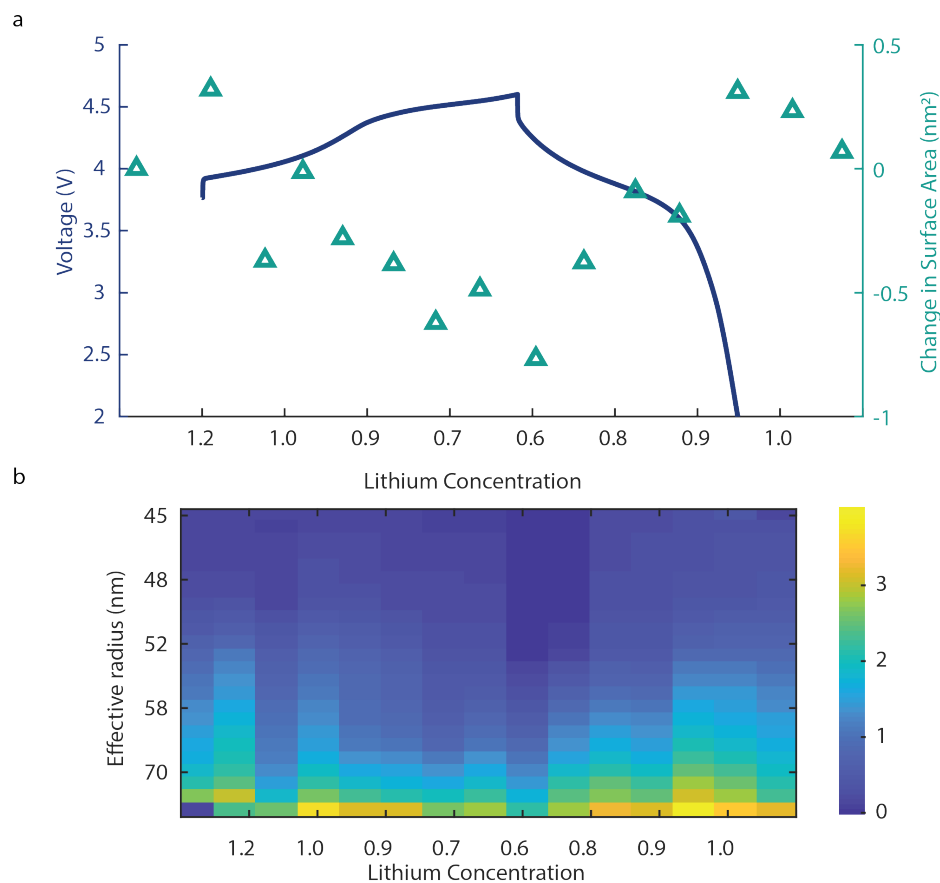 a
Voltage (V)
5
4.5
4
3.5
3
2.5
2
0.5
0
-0.5
-1
Change in Surface Area (nm²)
1.2 1.0 0.9 0.7 0.6 0.8 0.9 1.0
Lithium Concentration
b
Effective radius (nm)
45
48
52
58
70
3
2
1
0
1.2 1.0 0.9 0.7 0.6 0.8 0.9 1.0
Lithium Concentration